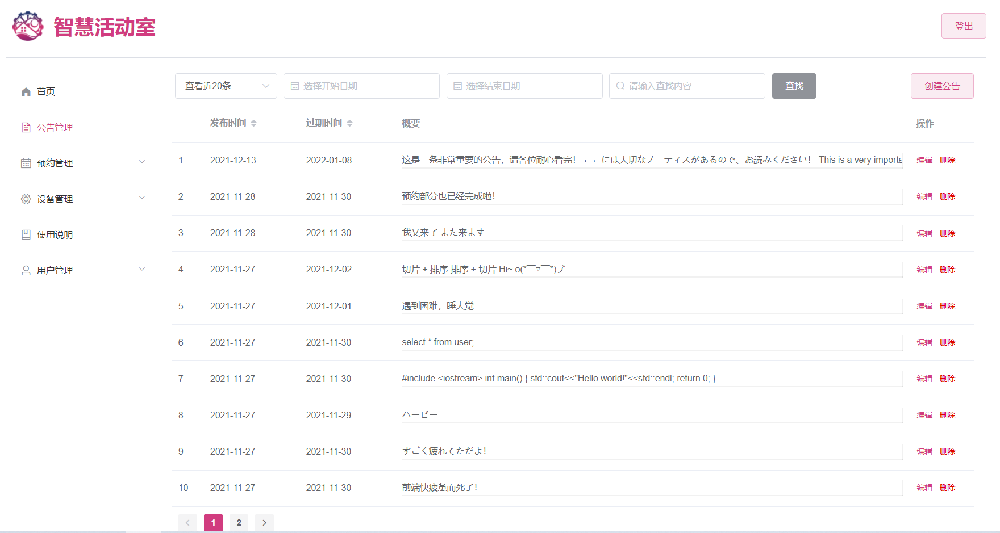 智慧活动室
登出
首页
公告管理
预约管理
设备管理
使用说明
用户管理
查看近20条 选择开始日期 选择结束日期 请输入查找内容 查找 创建公告
发布时间 过期时间 概要 操作
1 2021-12-13 2022-01-08 这是一条非常重要的公告，请各位耐心看完！ ここには大切なノーティスがあるので、お読みください！ This is a very importa 编辑 删除
2 2021-11-28 2021-11-30 预约部分也已经完成啦！ 编辑 删除
3 2021-11-28 2021-11-30 我又来了 また来ます 编辑 删除
4 2021-11-27 2021-12-02 切片 + 排序 排序 + 切片 Hi~ o(*￣▽￣*)ブ 编辑 删除
5 2021-11-27 2021-12-01 遇到困难，睡大觉 编辑 删除
6 2021-11-27 2021-11-30 select * from user; 编辑 删除
7 2021-11-27 2021-11-30 #include <iostream> int main() { std::cout<<"Hello world!"<<std::endl; return 0; } 编辑 删除
8 2021-11-27 2021-11-29 ハーピー 编辑 删除
9 2021-11-27 2021-11-30 すごく疲れてただよ！ 编辑 删除
10 2021-11-27 2021-11-30 前端快疲惫而死了！ 编辑 删除
1 2